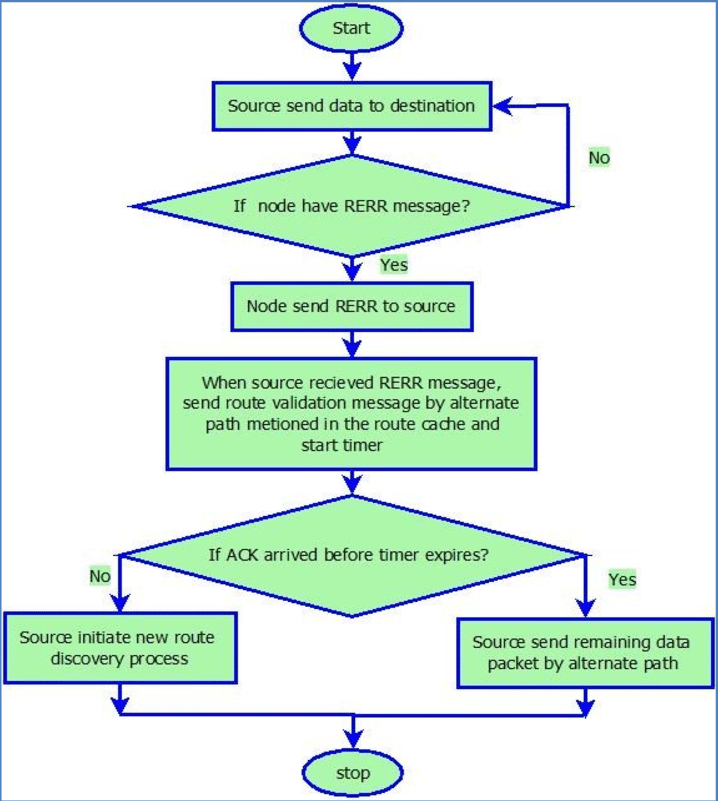 Start
Source send data to destination
No
If node have RERR message?
Yes
Node send RERR to source
When source recieved RERR message,
send route validation message by alternate
path metioned in the route cache and
start timer
If ACK arrived before timer expires?
No
Yes
Source initiate new route
discovery process
Source send remaining data
packet by alternate path
stop